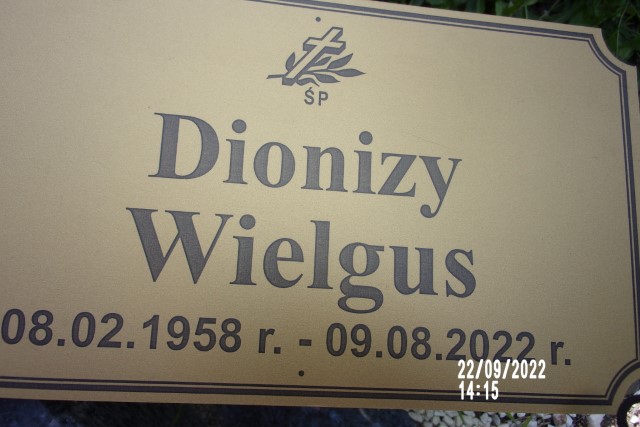 ŚP
Dionizy
Wielgus
08.02.1958 r. - 09.08.2022 r.
22/09/2022
14:15